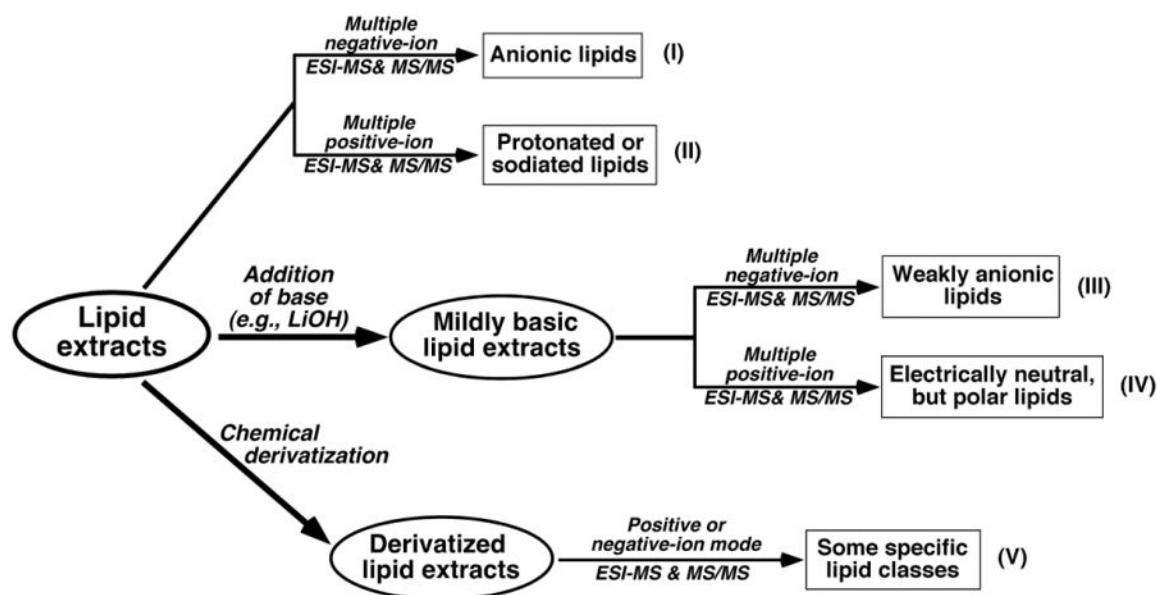 Multiple
negative-ion
ESI-MS& MS/MS
Anionic lipids
(I)
Multiple
positive-ion
ESI-MS& MS/MS
Protonated or
sodiated lipids
(II)
Lipid
extracts
Addition
of base
(e.g., LiOH)
Mildly basic
lipid extracts
Multiple
negative-ion
ESI-MS& MS/MS
Weakly anionic
lipids
(III)
Multiple
positive-ion
ESI-MS& MS/MS
Electrically neutral,
but polar lipids
(IV)
Chemical
derivatization
Derivatized
lipid extracts
Positive or
negative-ion mode
ESI-MS & MS/MS
Some specific
lipid classes
(V)